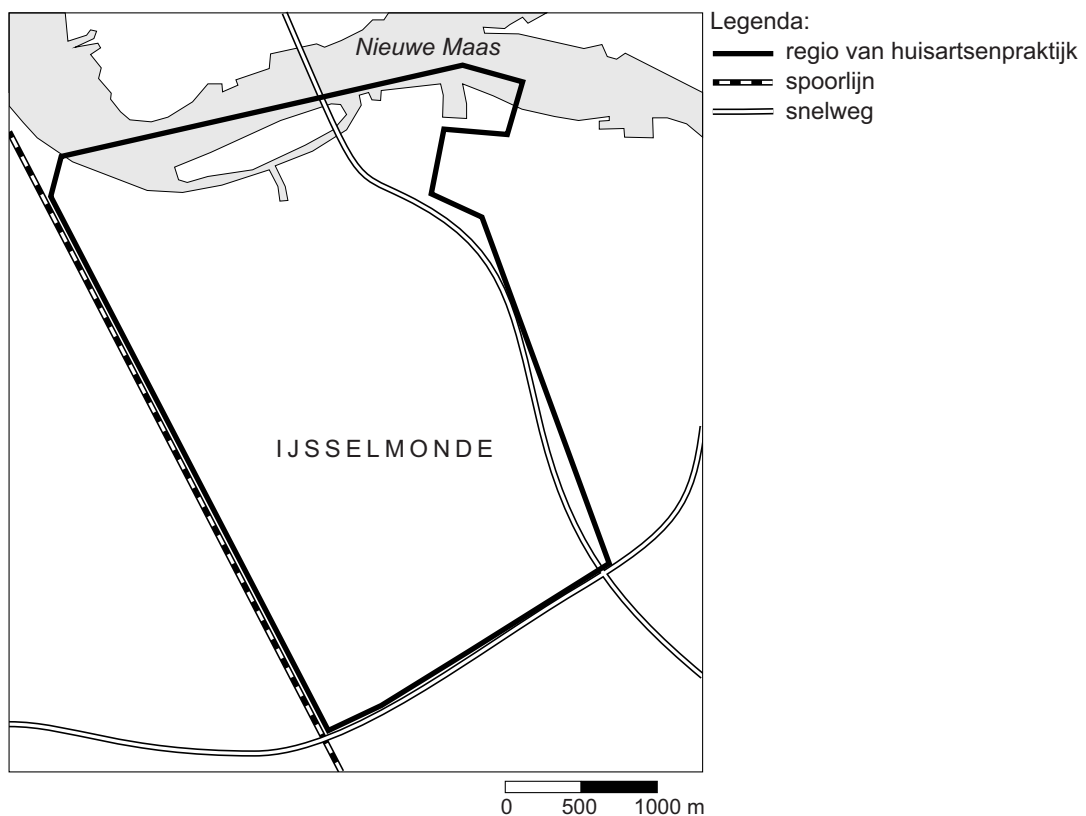 Nieuwe Maas
Legenda:
regio van huisartsenpraktijk
spoorlijn
snelweg
IJSSELMONDE
0 500 1000 m